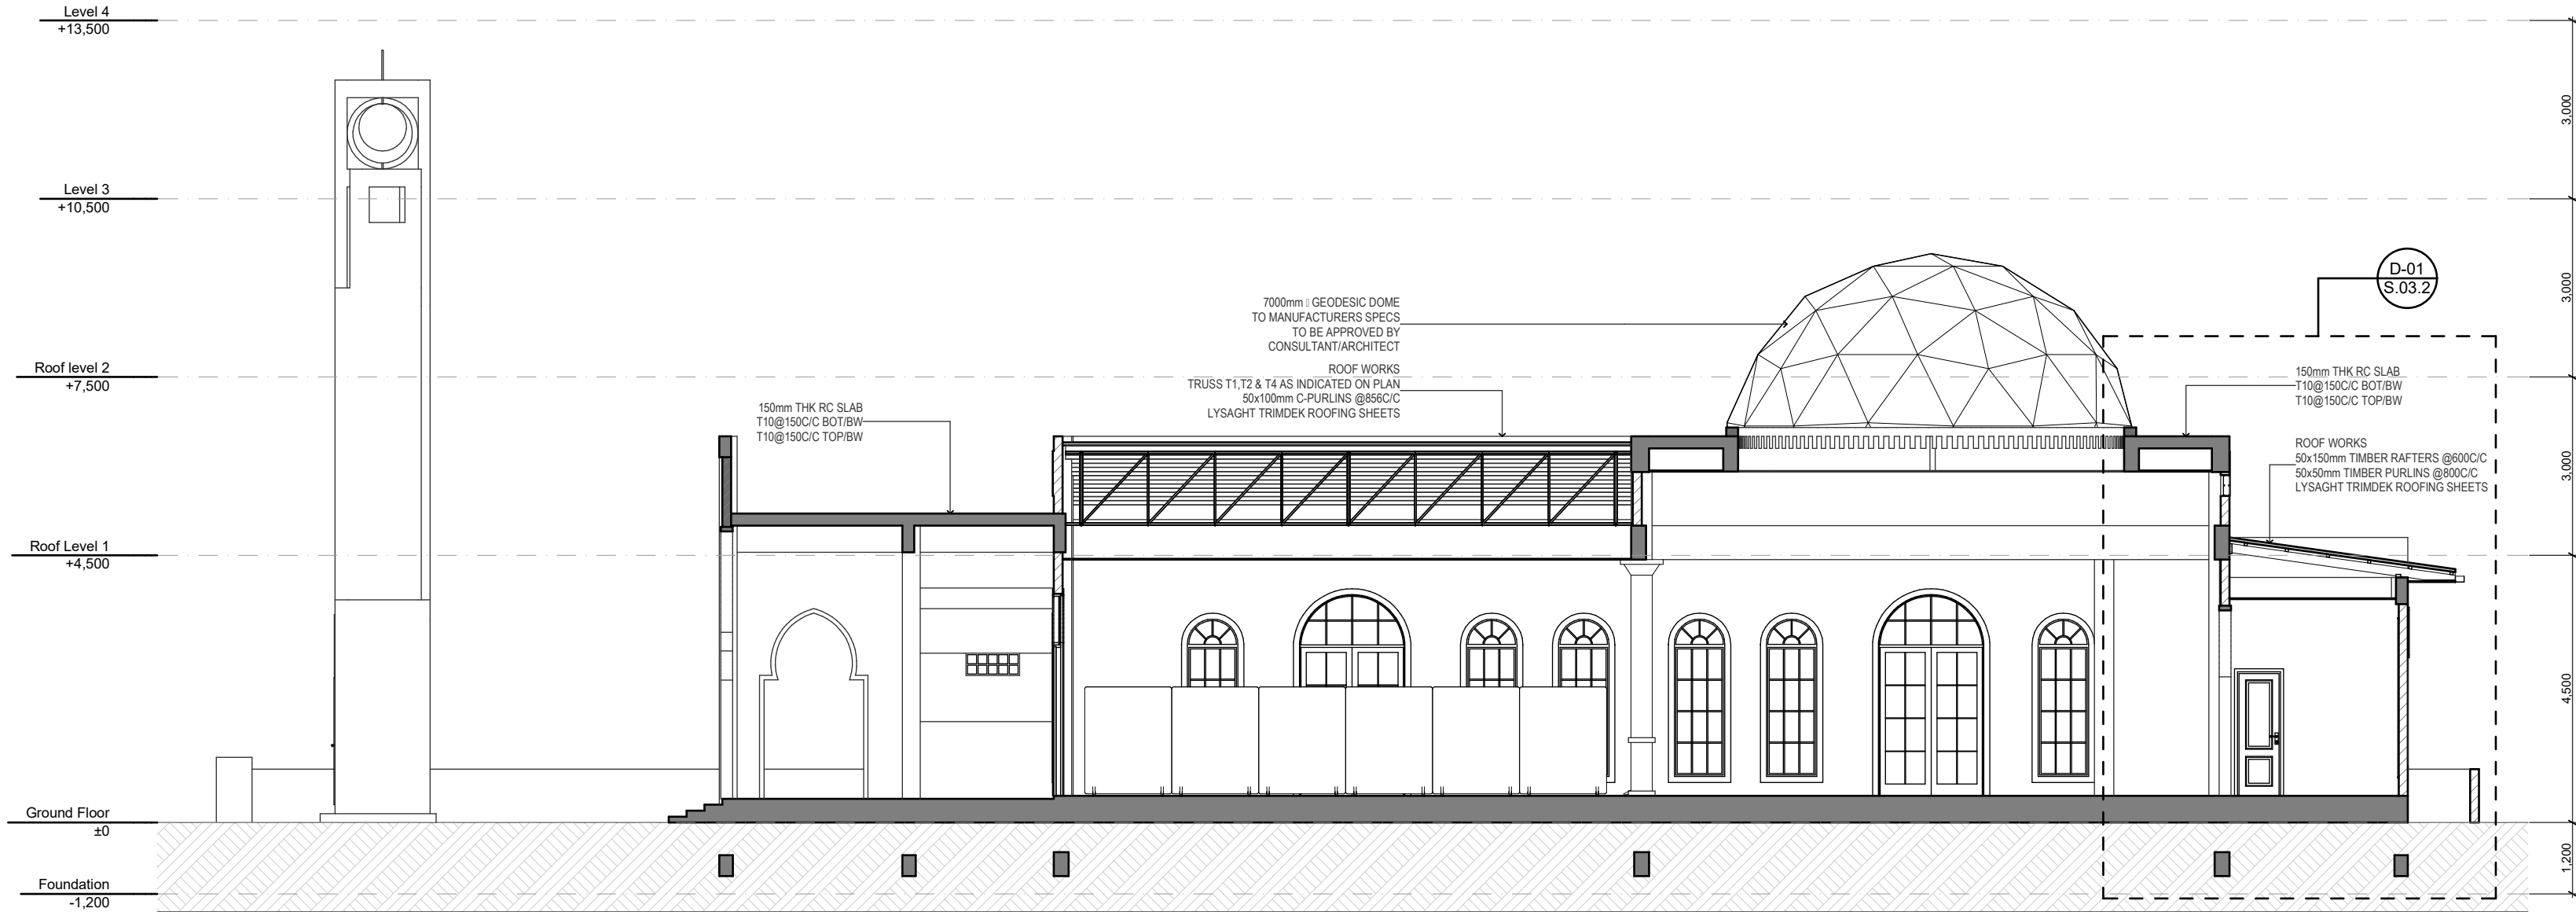 Level 4
+13,500
Level 3
+10,500
Roof level 2
+7,500
Roof Level 1
+4,500
Ground Floor
±0
Foundation
-1,200
150mm THK RC SLAB
T10@150C/C BOT/BW
T10@150C/C TOP/BW
7000mm ▯ GEODESIC DOME
TO MANUFACTURERS SPECS
TO BE APPROVED BY
CONSULTANT/ARCHITECT
ROOF WORKS
TRUSS T1,T2 & T4 AS INDICATED ON PLAN
50x100mm C-PURLINS @856C/C
LYSAGHT TRIMDEK ROOFING SHEETS
D-01
S.03.2
150mm THK RC SLAB
T10@150C/C BOT/BW
T10@150C/C TOP/BW
ROOF WORKS
50x150mm TIMBER RAFTERS @600C/C
50x50mm TIMBER PURLINS @800C/C
LYSAGHT TRIMDEK ROOFING SHEETS
3,000
3,000
3,000
4,500
1,200